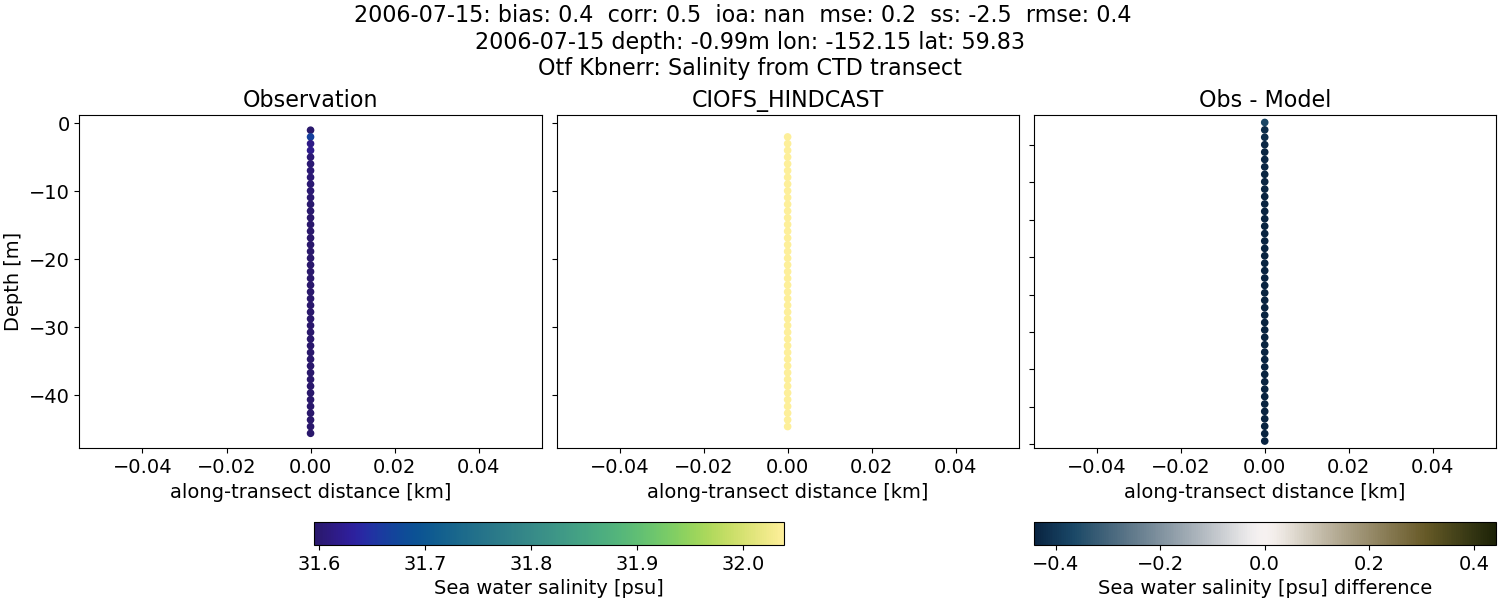 2006-07-15: bias: 0.4  corr: 0.5  ioa: nan  mse: 0.2  ss: -2.5  rmse: 0.4
2006-07-15 depth: -0.99m lon: -152.15 lat: 59.83
Otf Kbnerr: Salinity from CTD transect
Observation
CIOFS_HINDCAST
Obs - Model
Depth [m]
0
−10
−20
−30
−40
−0.04 −0.02 0.00 0.02 0.04
−0.04 −0.02 0.00 0.02 0.04
−0.04 −0.02 0.00 0.02 0.04
along-transect distance [km]
along-transect distance [km]
along-transect distance [km]
31.6 31.7 31.8 31.9 32.0
Sea water salinity [psu]
−0.4 −0.2 0.0 0.2 0.4
Sea water salinity [psu] difference